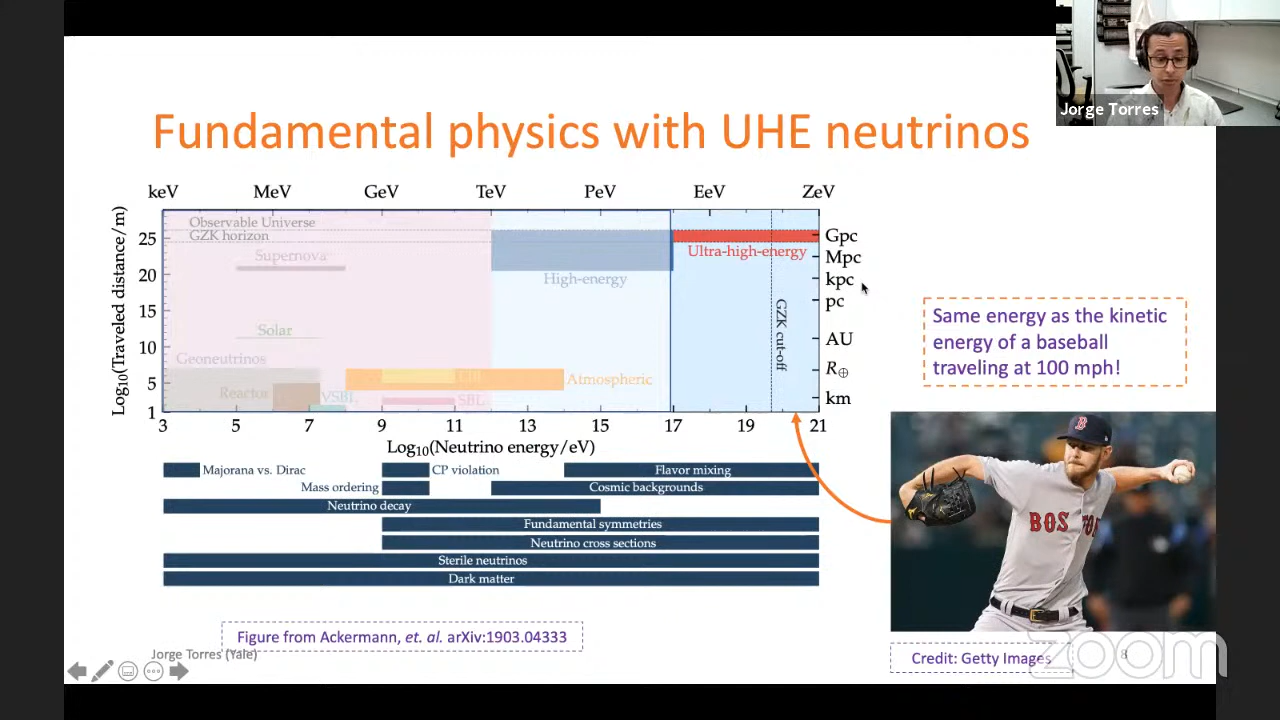 Jorge Torres
Fundamental physics with UHE neutrinos
keV MeV GeV TeV PeV EeV ZeV
Log10(Traveled distance/m)
25
20
15
10
5
1
Observable Universe
GZK horizon
Supernova
Solar
Geoneutrinos
Reactor
VSBL
LBL
SBL
Atmospheric
High-energy
Ultra-high-energy
GZK cut-off
Gpc
Mpc
kpc
pc
AU
R⊕
km
3 5 7 9 11 13 15 17 19 21
Log10(Neutrino energy/eV)
Majorana vs. Dirac
CP violation
Flavor mixing
Mass ordering
Cosmic backgrounds
Neutrino decay
Fundamental symmetries
Neutrino cross sections
Sterile neutrinos
Dark matter
Same energy as the kinetic
energy of a baseball
traveling at 100 mph!
B
BOS TO
Figure from Ackermann, et. al. arXiv:1903.04333
Jorge Torres (Yale)
Credit: Getty Images
8
zoom